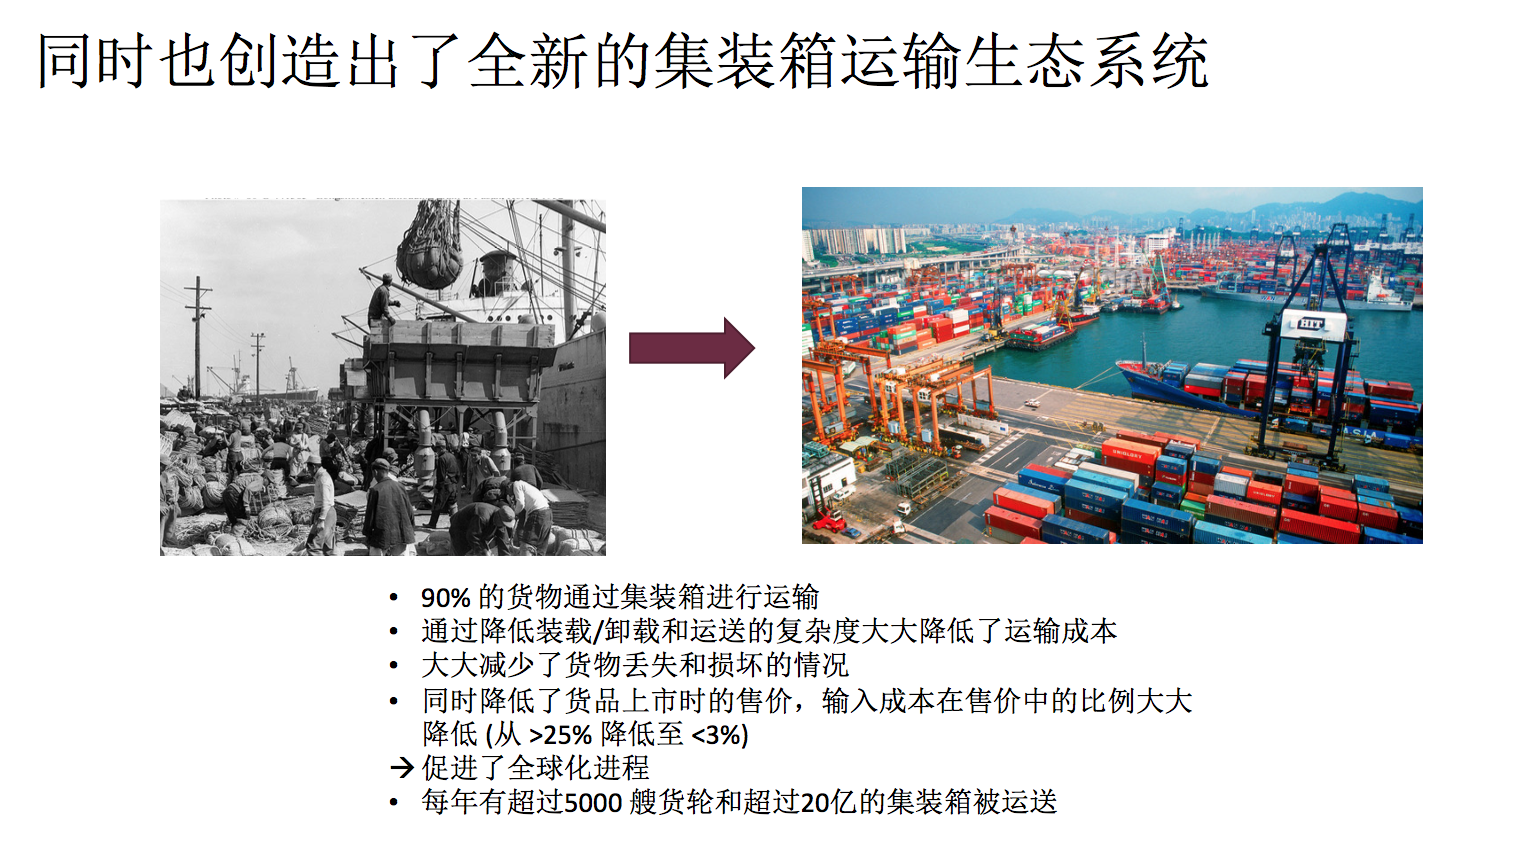 同时也创造出了全新的集装箱运输生态系统
HIT
• 90% 的货物通过集装箱进行运输
• 通过降低装载/卸载和运送的复杂度大大降低了运输成本
• 大大减少了货物丢失和损坏的情况
• 同时降低了货品上市时的售价，输入成本在售价中的比例大大
降低 (从 >25% 降低至 <3%)
→ 促进了全球化进程
• 每年有超过5000 艘货轮和超过20亿的集装箱被运送